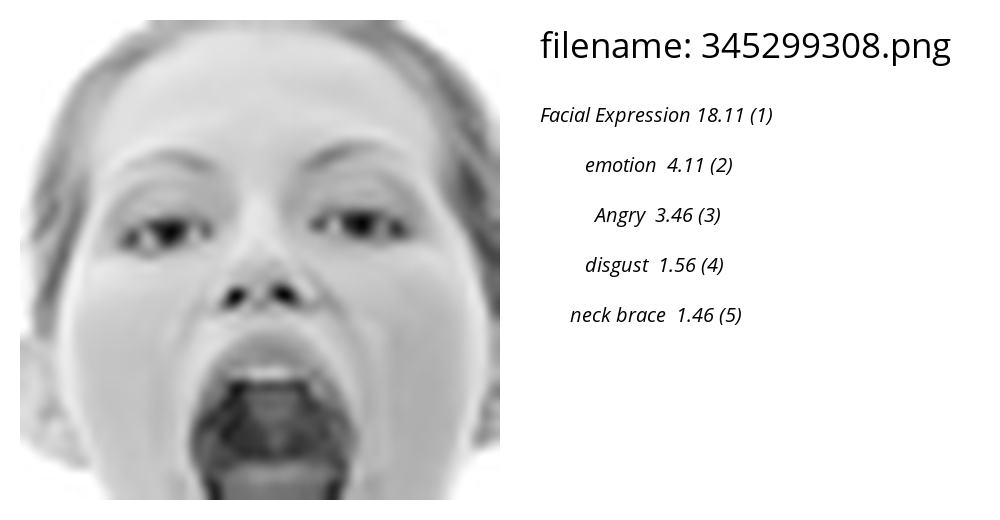 filename: 345299308.png
Facial Expression 18.11 (1)
emotion 4.11 (2)
Angry 3.46 (3)
disgust 1.56 (4)
neck brace 1.46 (5)